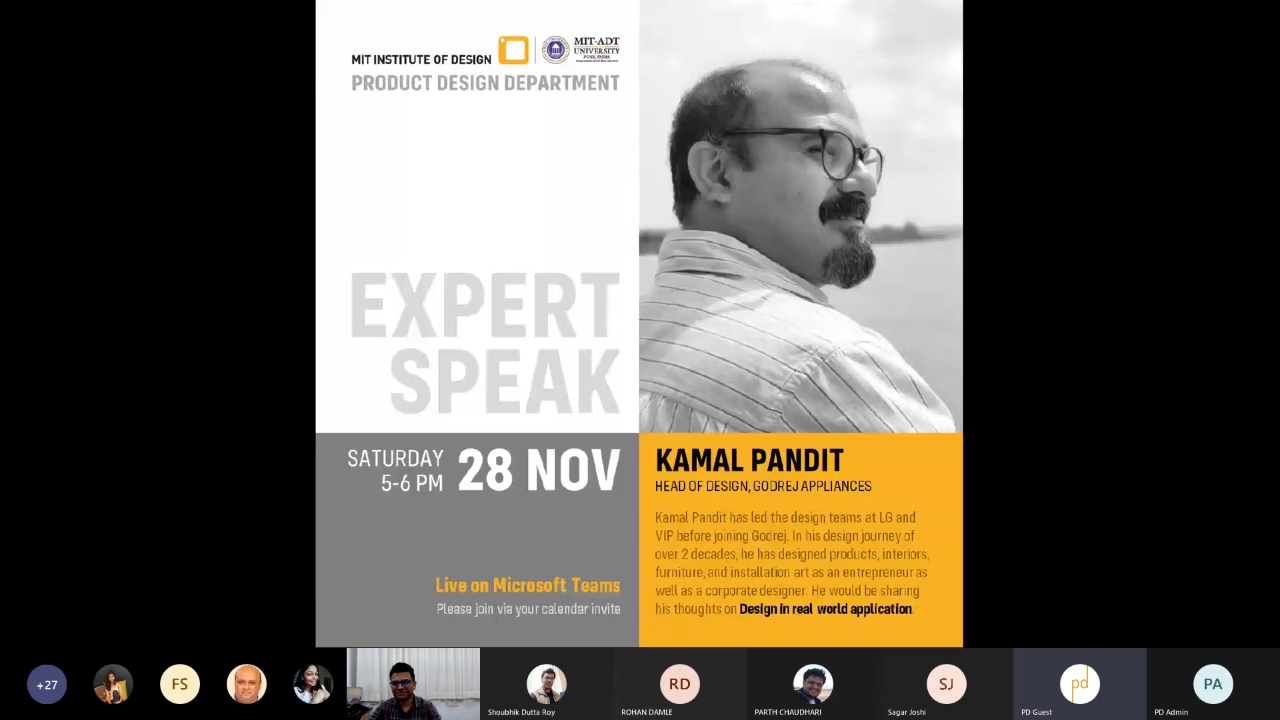 MIT INSTITUTE OF DESIGN
MIT-ADT
UNIVERSITY
PUNE, INDIA
PRODUCT DESIGN DEPARTMENT
EXPERT
SPEAK
SATURDAY
5-6 PM
28 NOV
Live on Microsoft Teams
Please join via your calendar invite
KAMAL PANDIT
HEAD OF DESIGN, GODREJ APPLIANCES
Kamal Pandit has led the design teams at LG and
VIP before joining Godrej. In his design journey of
over 2 decades, he has designed products, interiors,
furniture, and installation art as an entrepreneur as
well as a corporate designer. He would be sharing
his thoughts on Design in real world application.
+27
FS
Shoubhik Dutta Roy
RD
ROHAN DAMLE
PARTH CHAUDHARI
SJ
Sagar Joshi
pd
PD Guest
PA
PD Admin